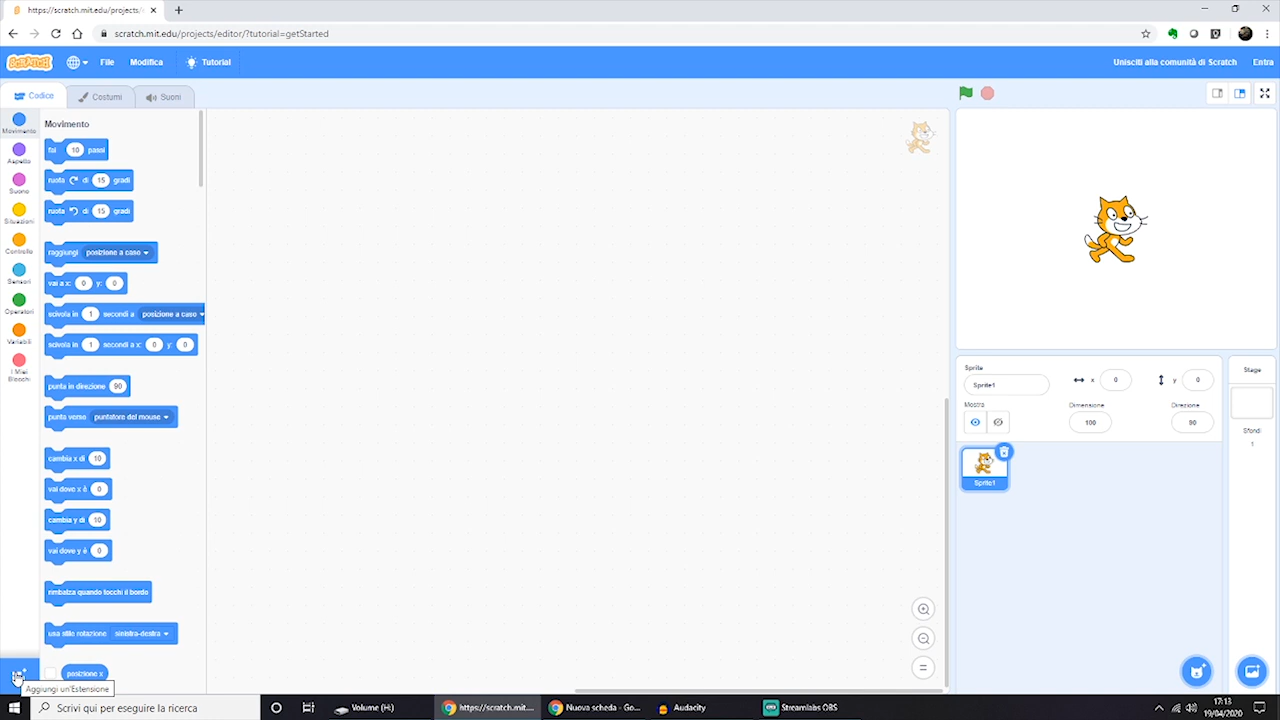 https://scratch.mit.edu/projects/
scratch.mit.edu/projects/editor/?tutorial=getStarted
SCRATCH
File
Modifica
Tutorial
Unisciti alla comunità di Scratch
Entra
Codice
Costumi
Suoni
Movimento
Aspetto
Suono
Situazioni
Controllo
Sensori
Operatori
Variabili
I Miei
Blocchi
Movimento
fai 10 passi
ruota di 15 gradi
ruota di 15 gradi
raggiungi posizione a caso
vai a x: 0 y: 0
scivola in 1 secondi a posizione a caso
scivola in 1 secondi a x: 0 y: 0
punta in direzione 90
punta verso puntatore del mouse
cambia x di 10
vai dove x è 0
cambia y di 10
vai dove y è 0
rimbalza quando tocchi il bordo
usa stile rotazione sinistra-destra
posizione x
Aggiungi un'Estensione
Sprite
Sprite1
x 0
y 0
Mostra
Dimensione
100
Direzione
90
Sprite1
Stage
Sfondi
1
Scrivi qui per eseguire la ricerca
Volume (H:)
https://scratch.mit....
Nuova scheda - Go...
Audacity
Streamlabs OBS
17:13
19/04/2020